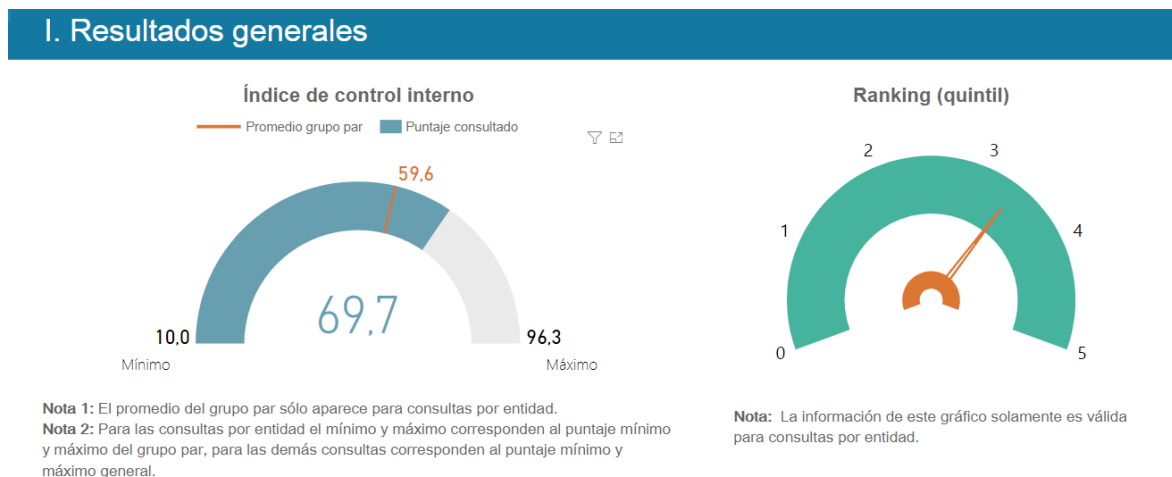 I. Resultados generales
Índice de control interno
Promedio grupo par
Puntaje consultado
59,6
69,7
10,0
96,3
Mínimo
Máximo
Nota 1: El promedio del grupo par sólo aparece para consultas por entidad.
Nota 2: Para las consultas por entidad el mínimo y máximo corresponden al puntaje mínimo
y máximo del grupo par, para las demás consultas corresponden al puntaje mínimo y
máximo general.
Ranking (quintil)
0
1
2
3
4
5
Nota: La información de este gráfico solamente es válida
para consultas por entidad.